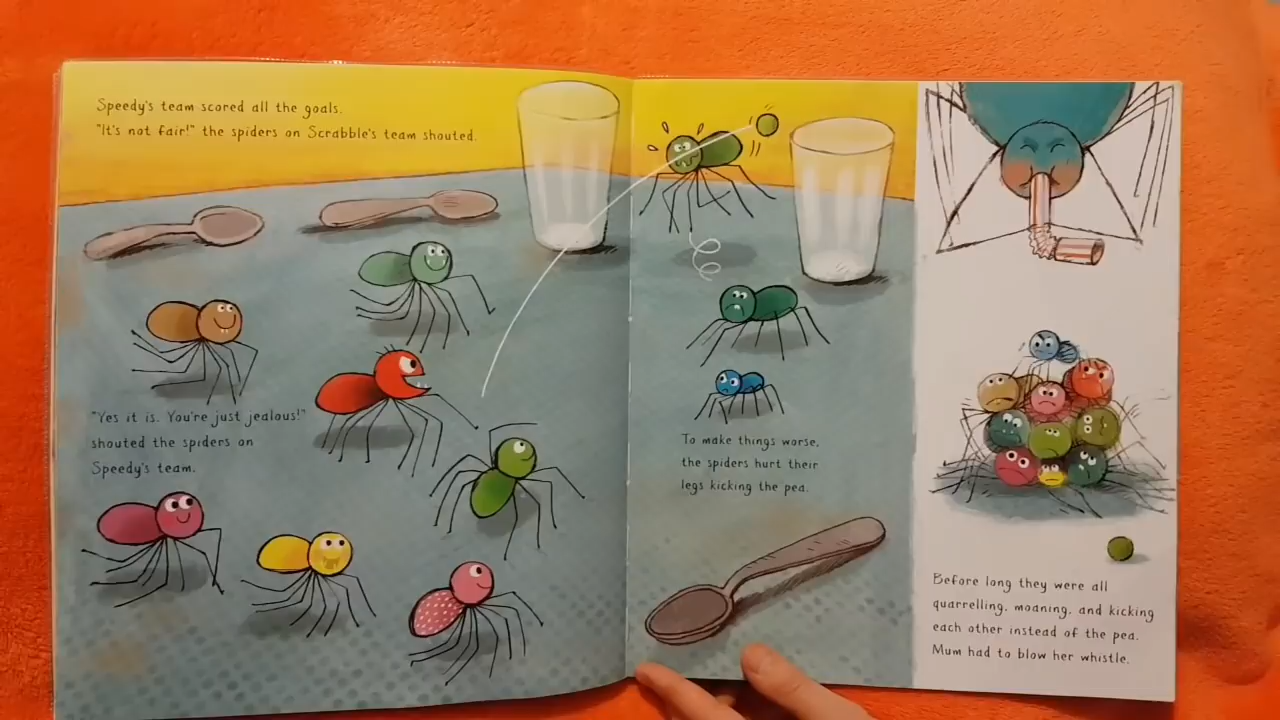 Speedy's team scored all the goals.
"It's not fair!" the spiders on Scrabble's team shouted.
"Yes it is. You're just jealous!"
shouted the spiders on
Speedy's team.
To make things worse,
the spiders hurt their
legs kicking the pea.
Before long they were all
quarrelling, moaning, and kicking
each other instead of the pea.
Mum had to blow her whistle.